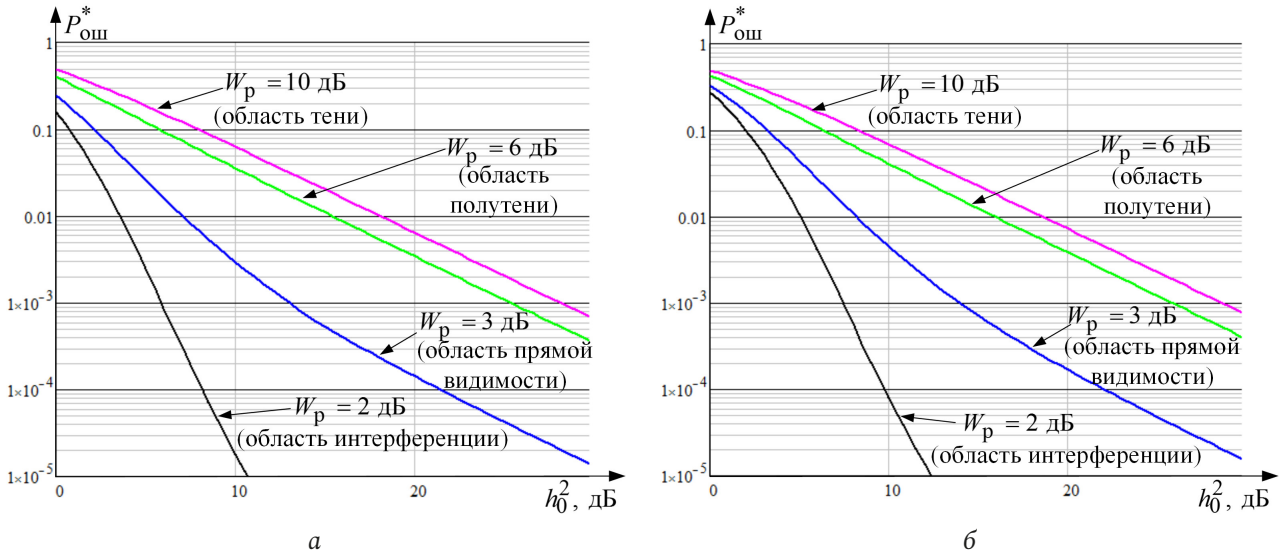 P*ош
1
0.1
0.01
1×10⁻³
1×10⁻⁴
1×10⁻⁵
0
10
20
h₀², дБ
Wр = 10 дБ
(область тени)
Wр = 6 дБ
(область
полутени)
Wр = 3 дБ
(область прямой
видимости)
Wр = 2 дБ
(область интерференции)
а
P*ош
1
0.1
0.01
1×10⁻³
1×10⁻⁴
1×10⁻⁵
0
10
20
h₀², дБ
Wр = 10 дБ
(область тени)
Wр = 6 дБ
(область
полутени)
Wр = 3 дБ
(область прямой
видимости)
Wр = 2 дБ
(область интерференции)
б